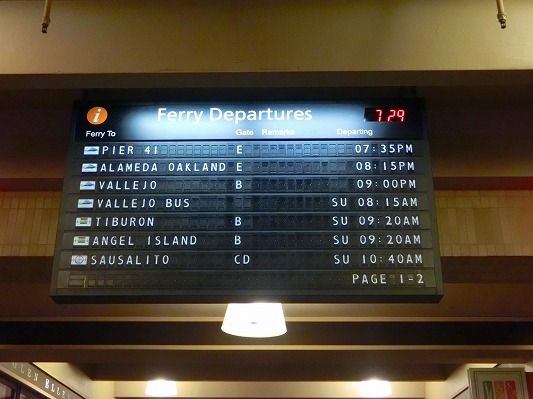 i Ferry Departures 7 29
Ferry To Gate Remarks Departing
PIER 41 E 07:35PM
ALAMEDA OAKLAND E 08:15PM
VALLEJO B 09:00PM
VALLEJO BUS SU 08:15AM
TIBURON B SU 09:20AM
ANGEL ISLAND B SU 09:20AM
SAUSALITO CD SU 10:40AM
PAGE 1-2